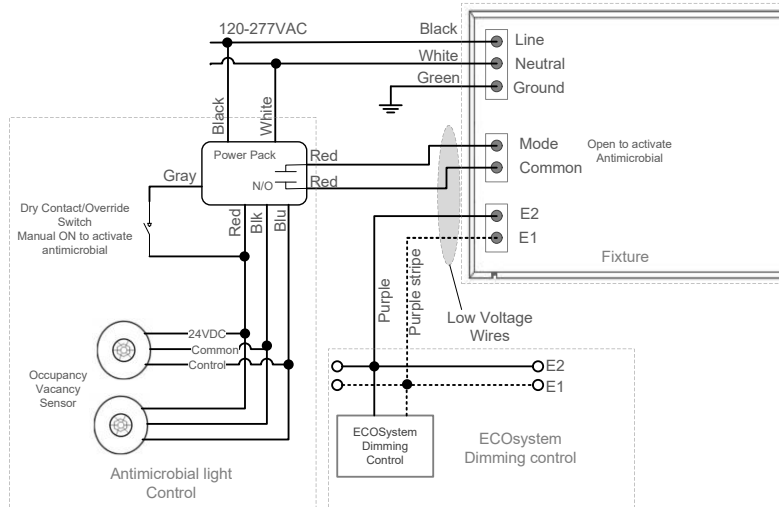 120-277VAC
Black
Line
White
Neutral
Green
Ground
Black
White
Power Pack
N/O
Red
Red
Mode
Common
Open to activate
Antimicrobial
Gray
Dry Contact/Override
Switch
Manual ON to activate
antimicrobial
Red
Blk
Blu
E2
E1
Fixture
Purple
Purple stripe
Low Voltage
Wires
24VDC
Common
Control
Occupancy
Vacancy
Sensor
E2
E1
ECOSystem
Dimming
Control
ECOsystem
Dimming control
Antimicrobial light
Control